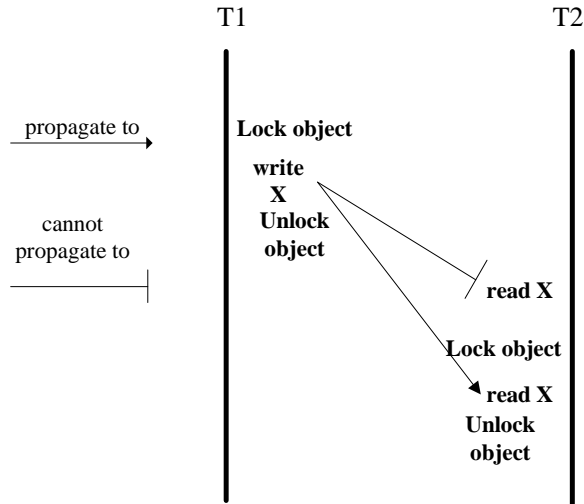 T1
T2
propagate to
Lock object
write
X
Unlock
object
cannot
propagate to
read X
Lock object
read X
Unlock
object